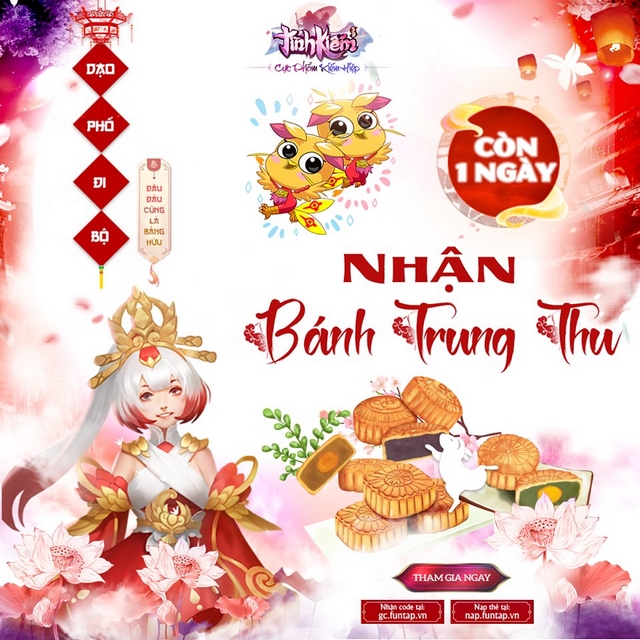 Tình Kiếm 3
Cực Phẩm Kiếm Hiệp
DẠO
PHỐ
ĐI
BỘ
ĐÂU
ĐÂU
CŨNG
LÀ
BẰNG
HỮU
CÒN
1 NGÀY
NHẬN
Bánh Trung Thu
THAM GIA NGAY
Nhận code tại:
gc.funtap.vn
Nạp thẻ tại:
nap.funtap.vn